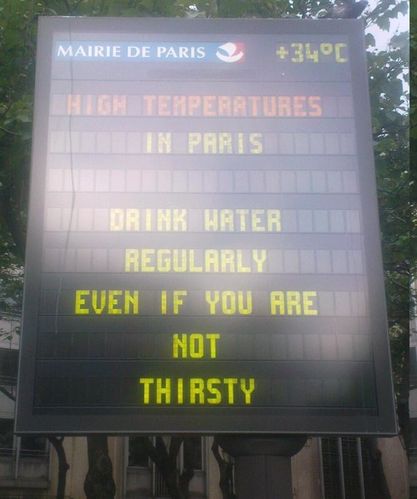 MAIRIE DE PARIS +34°C
HIGH TEMPERATURES
IN PARIS
DRINK WATER
REGULARLY
EVEN IF YOU ARE
NOT
THIRSTY